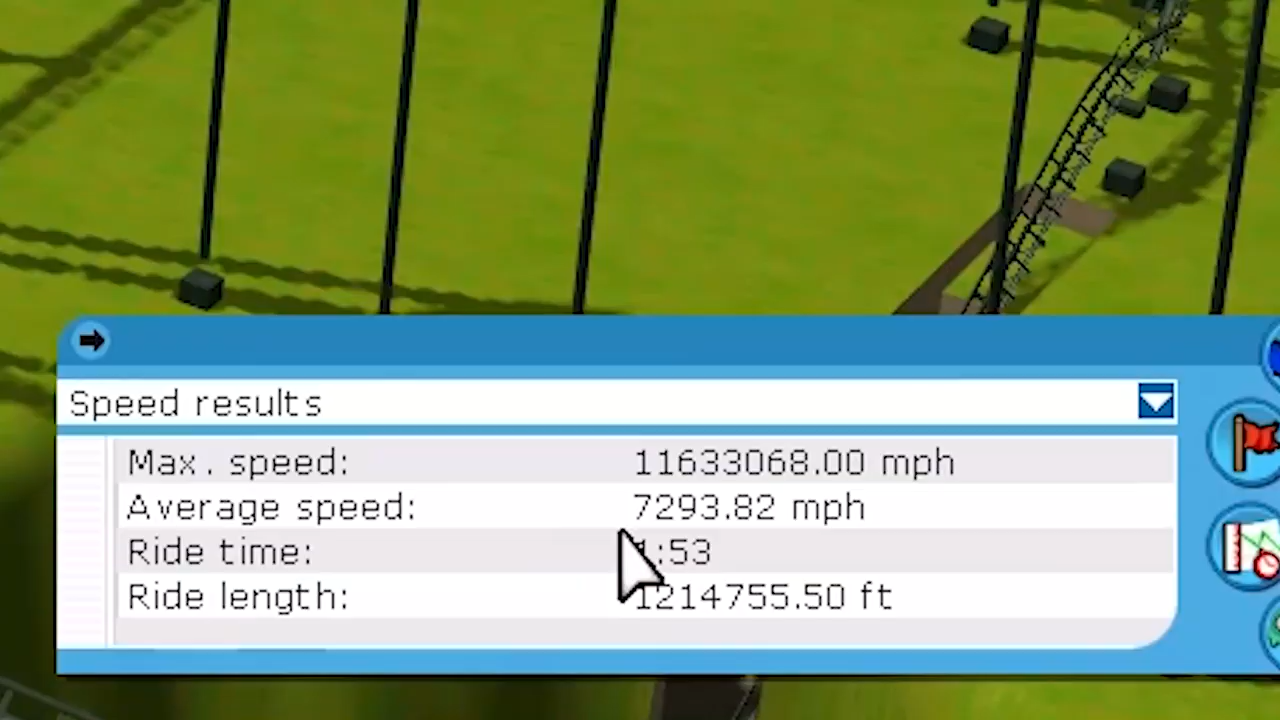 Speed results
Max. speed: 11633068.00 mph
Average speed: 7293.82 mph
Ride time: :53
Ride length: 1214755.50 ft